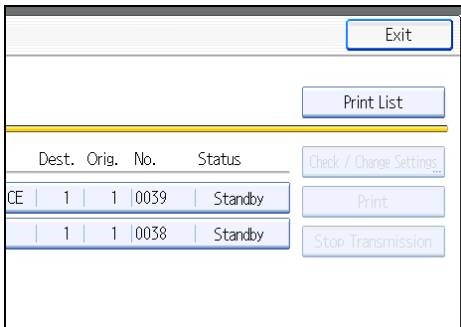 Exit
Print List
Dest. Orig. No. Status
Check / Change Settings...
CE 1 1 0039 Standby
Print
1 1 0038 Standby
Stop Transmission